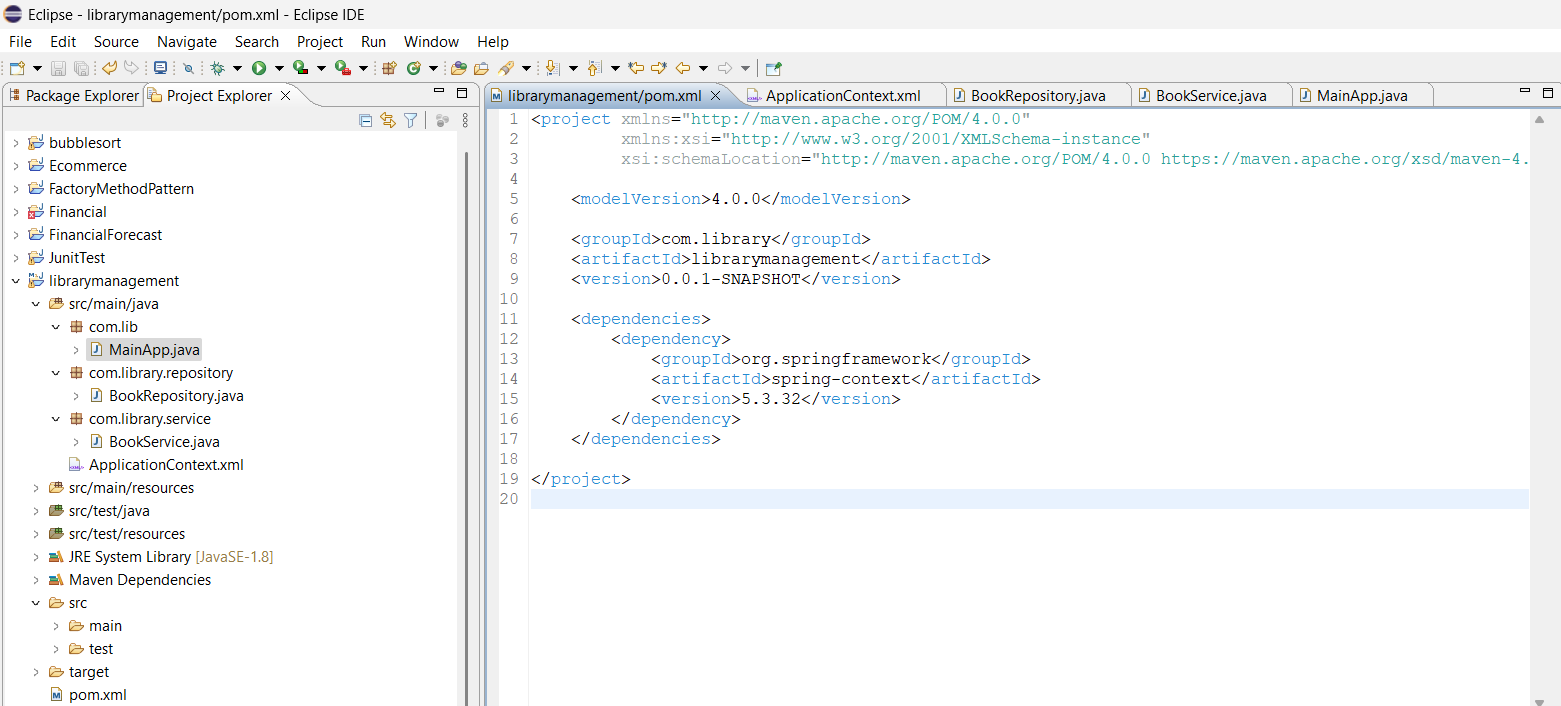 Eclipse - librarymanagement/pom.xml - Eclipse IDE
File Edit Source Navigate Search Project Run Window Help
Package Explorer Project Explorer
bubblesort
Ecommerce
FactoryMethodPattern
Financial
FinancialForecast
JunitTest
librarymanagement
src/main/java
com.lib
MainApp.java
com.library.repository
BookRepository.java
com.library.service
BookService.java
ApplicationContext.xml
src/main/resources
src/test/java
src/test/resources
JRE System Library [JavaSE-1.8]
Maven Dependencies
src
main
test
target
pom.xml
librarymanagement/pom.xml ApplicationContext.xml BookRepository.java BookService.java MainApp.java
1 <project xmlns="http://maven.apache.org/POM/4.0.0"
2 xmlns:xsi="http://www.w3.org/2001/XMLSchema-instance"
3 xsi:schemaLocation="http://maven.apache.org/POM/4.0.0 https://maven.apache.org/xsd/maven-4.
4
5 <modelVersion>4.0.0</modelVersion>
6
7 <groupId>com.library</groupId>
8 <artifactId>librarymanagement</artifactId>
9 <version>0.0.1-SNAPSHOT</version>
10
11 <dependencies>
12 <dependency>
13 <groupId>org.springframework</groupId>
14 <artifactId>spring-context</artifactId>
15 <version>5.3.32</version>
16 </dependency>
17 </dependencies>
18
19 </project>
20